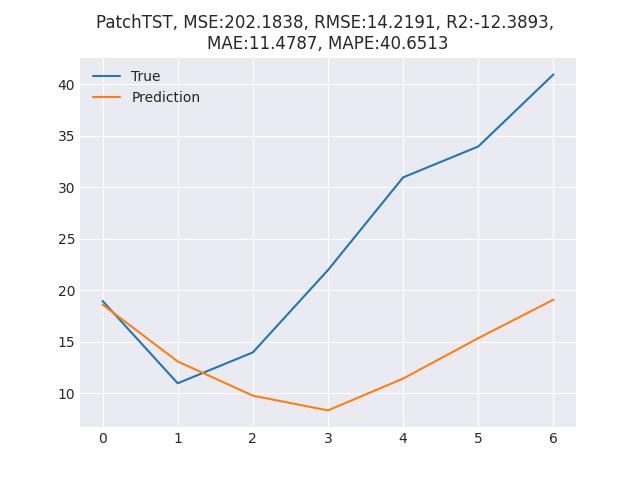 PatchTST, MSE:202.1838, RMSE:14.2191, R2:-12.3893,
MAE:11.4787, MAPE:40.6513
True
Prediction
40
35
30
25
20
15
10
0 1 2 3 4 5 6